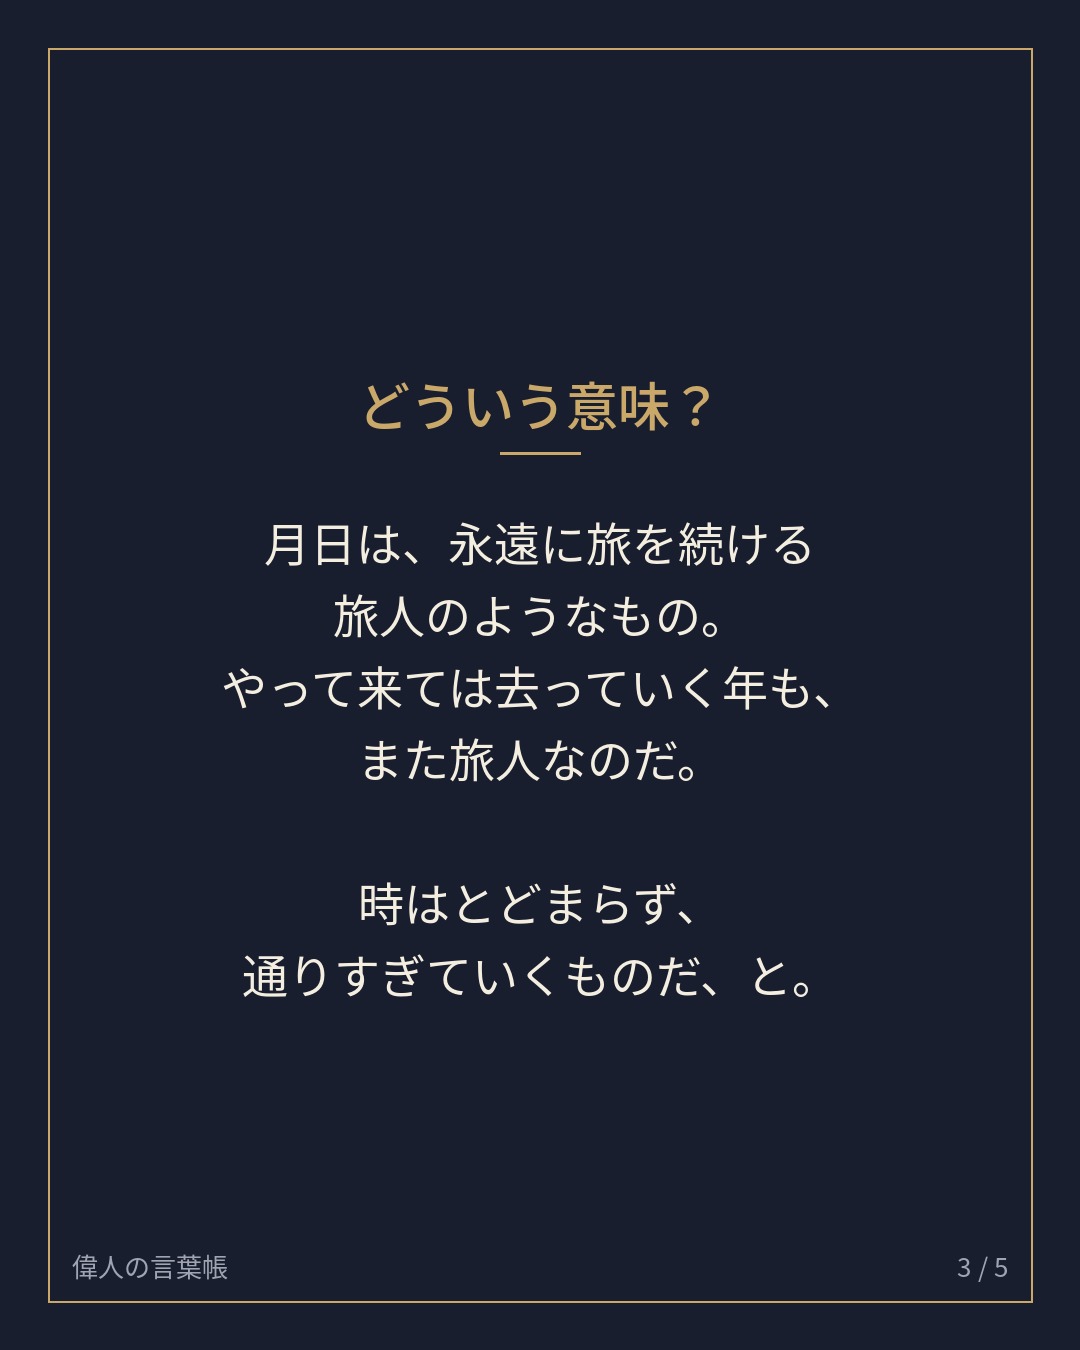 どういう意味？
月日は、永遠に旅を続ける
旅人のようなもの。
やって来ては去っていく年も、
また旅人なのだ。
時はとどまらず、
通りすぎていくものだ、と。
偉人の言葉帳
3 / 5